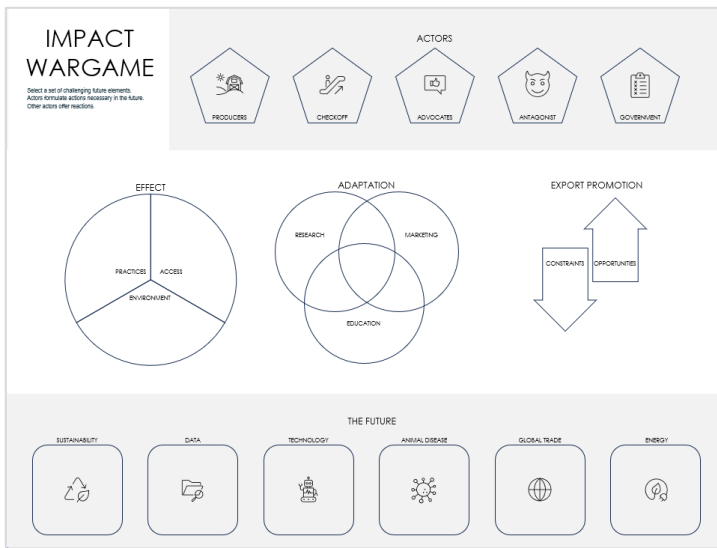 IMPACT
WARGAME
Select a set of challenging future elements.
Actors formulate actions necessary in the future.
Other actors offer reactions.
ACTORS
PRODUCERS
CHECKOFF
ADVOCATES
ANTAGONIST
GOVERNMENT
EFFECT
PRACTICES
ACCESS
ENVIRONMENT
ADAPTATION
RESEARCH
MARKETING
EDUCATION
EXPORT PROMOTION
CONSTRAINTS
OPPORTUNITIES
THE FUTURE
SUSTAINABILITY
DATA
TECHNOLOGY
ANIMAL DISEASE
GLOBAL TRADE
ENERGY